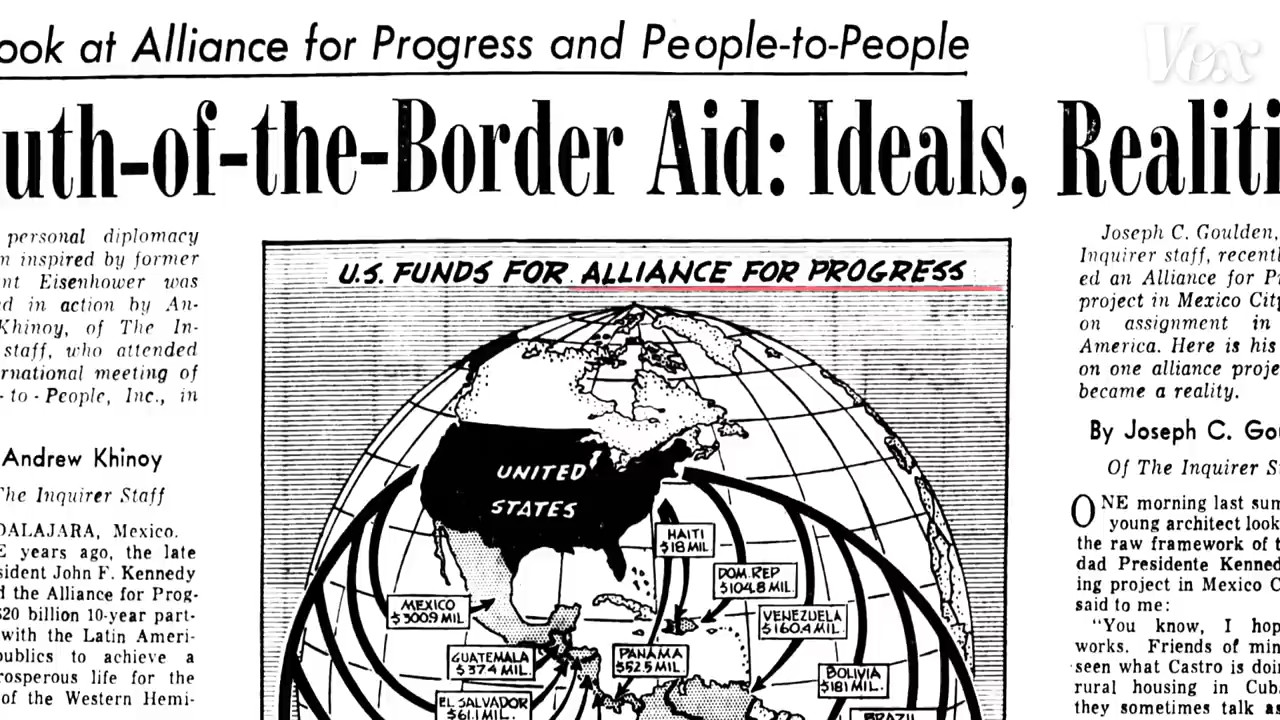 ook at Alliance for Progress and People-to-People
Vox
uth-of-the-Border Aid: Ideals, Realiti
personal diplomacy
n inspired by former
nt Eisenhower was
d in action by An-
Khinoy, of The In-
staff, who attended
rnational meeting of
-to-People, Inc., in
Andrew Khinoy
The Inquirer Staff
DALAJARA, Mexico.
E years ago, the late
sident John F. Kennedy
d the Alliance for Prog-
$20 billion 10-year part-
with the Latin Ameri-
publics to achieve a
rosperous life for the
of the Western Hemi-
U.S. FUNDS FOR ALLIANCE FOR PROGRESS
UNITED
STATES
HAITI
$18 MIL
DOM. REP
$104.8 MIL.
MEXICO
$300.9 MIL
VENEZUELA
$160.4 MIL.
GUATEMALA
$37.4 MIL.
PANAMA
$52.5 MIL.
BOLIVIA
$181 MIL.
EL SALVADOR
$61.1 MIL.
BRAZIL
Joseph C. Goulden,
Inquirer staff, recentl
ed an Alliance for P
project in Mexico Cit
on assignment in
America. Here is his
on one alliance proje
became a reality.
By Joseph C. Gou
Of The Inquirer S
ONE morning last sum
young architect look
the raw framework of t
dad Presidente Kenned
ing project in Mexico C
said to me:
"You know, I hop
works. Friends of min
seen what Castro is doi
rural housing in Cub
they sometimes talk as